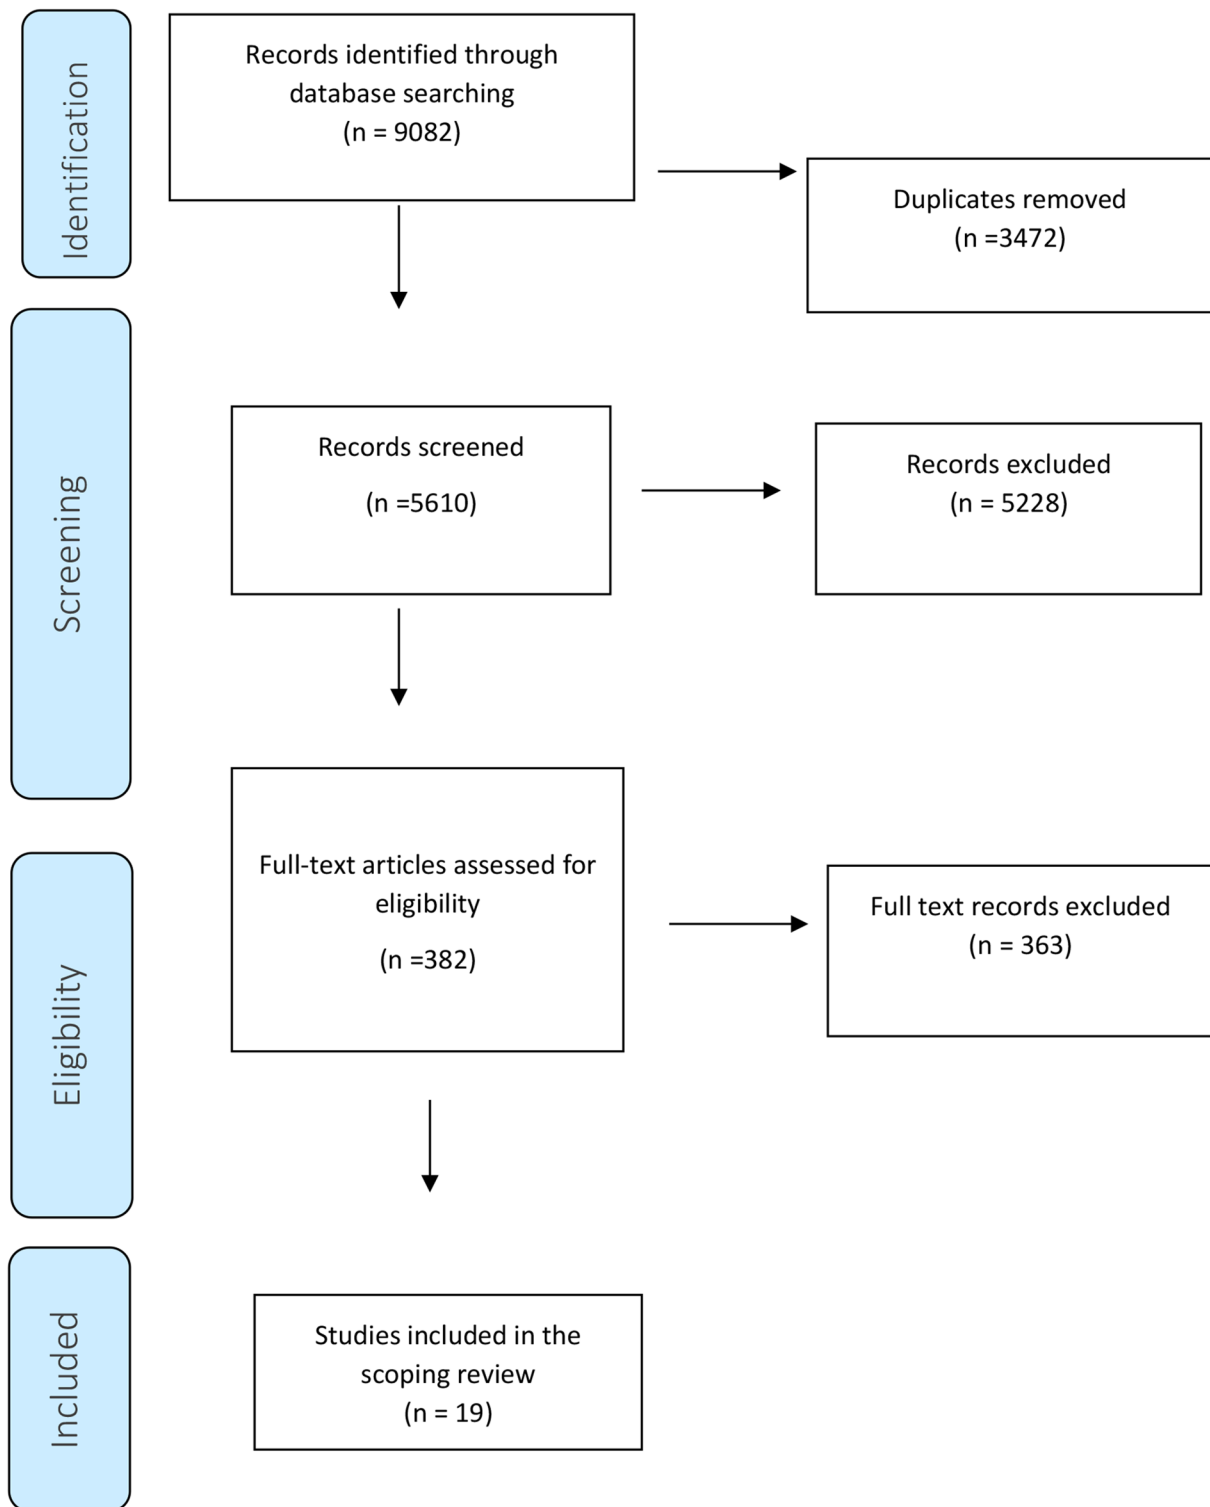 Identification
Records identified through
database searching
(n = 9082)
Duplicates removed
(n =3472)
Screening
Records screened
(n =5610)
Records excluded
(n = 5228)
Eligibility
Full-text articles assessed for
eligibility
(n =382)
Full text records excluded
(n = 363)
Included
Studies included in the
scoping review
(n = 19)